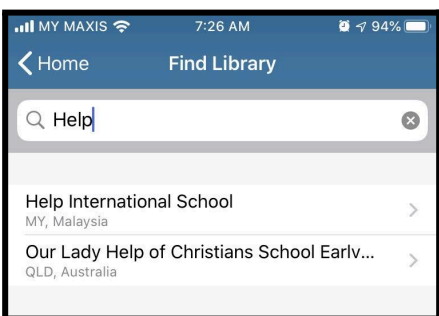 MY MAXIS 7:26 AM 94%
Home Find Library
Help
Help International School
MY, Malaysia
Our Lady Help of Christians School Earlv...
QLD, Australia